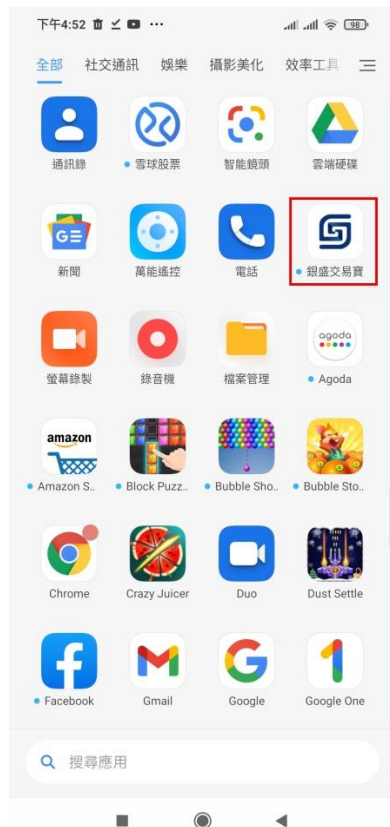 下午4:52
98
全部 社交通訊 娛樂 攝影美化 效率工具
通訊錄 雪球股票 智能鏡頭 雲端硬碟
GE
新聞 萬能遙控 電話 銀盛交易寶
agoda
螢幕錄製 錄音機 檔案管理 Agoda
amazon
Amazon S.. Block Puzz.. Bubble Sho.. Bubble Sto..
Chrome Crazy Juicer Duo Dust Settle
Facebook Gmail Google Google One
搜尋應用